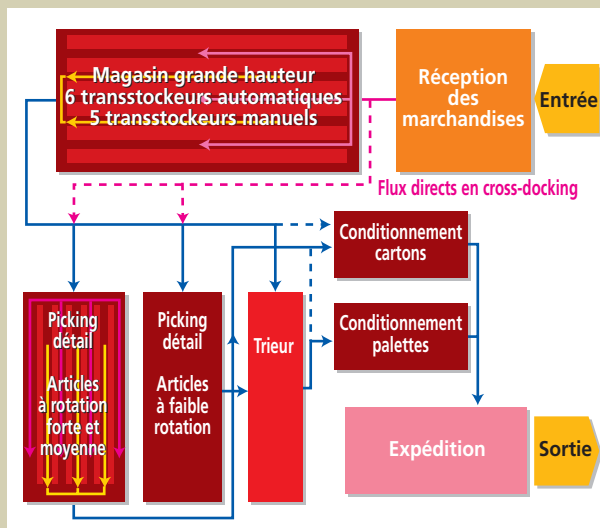 Magasin grande hauteur
6 transstockeurs automatiques
5 transstockeurs manuels
Réception
des
marchandises
Entrée
Flux directs en cross-docking
Conditionnement
cartons
Picking
détail
Articles
à rotation
forte et
moyenne
Picking
détail
Articles
à faible
rotation
Trieur
Conditionnement
palettes
Expédition
Sortie